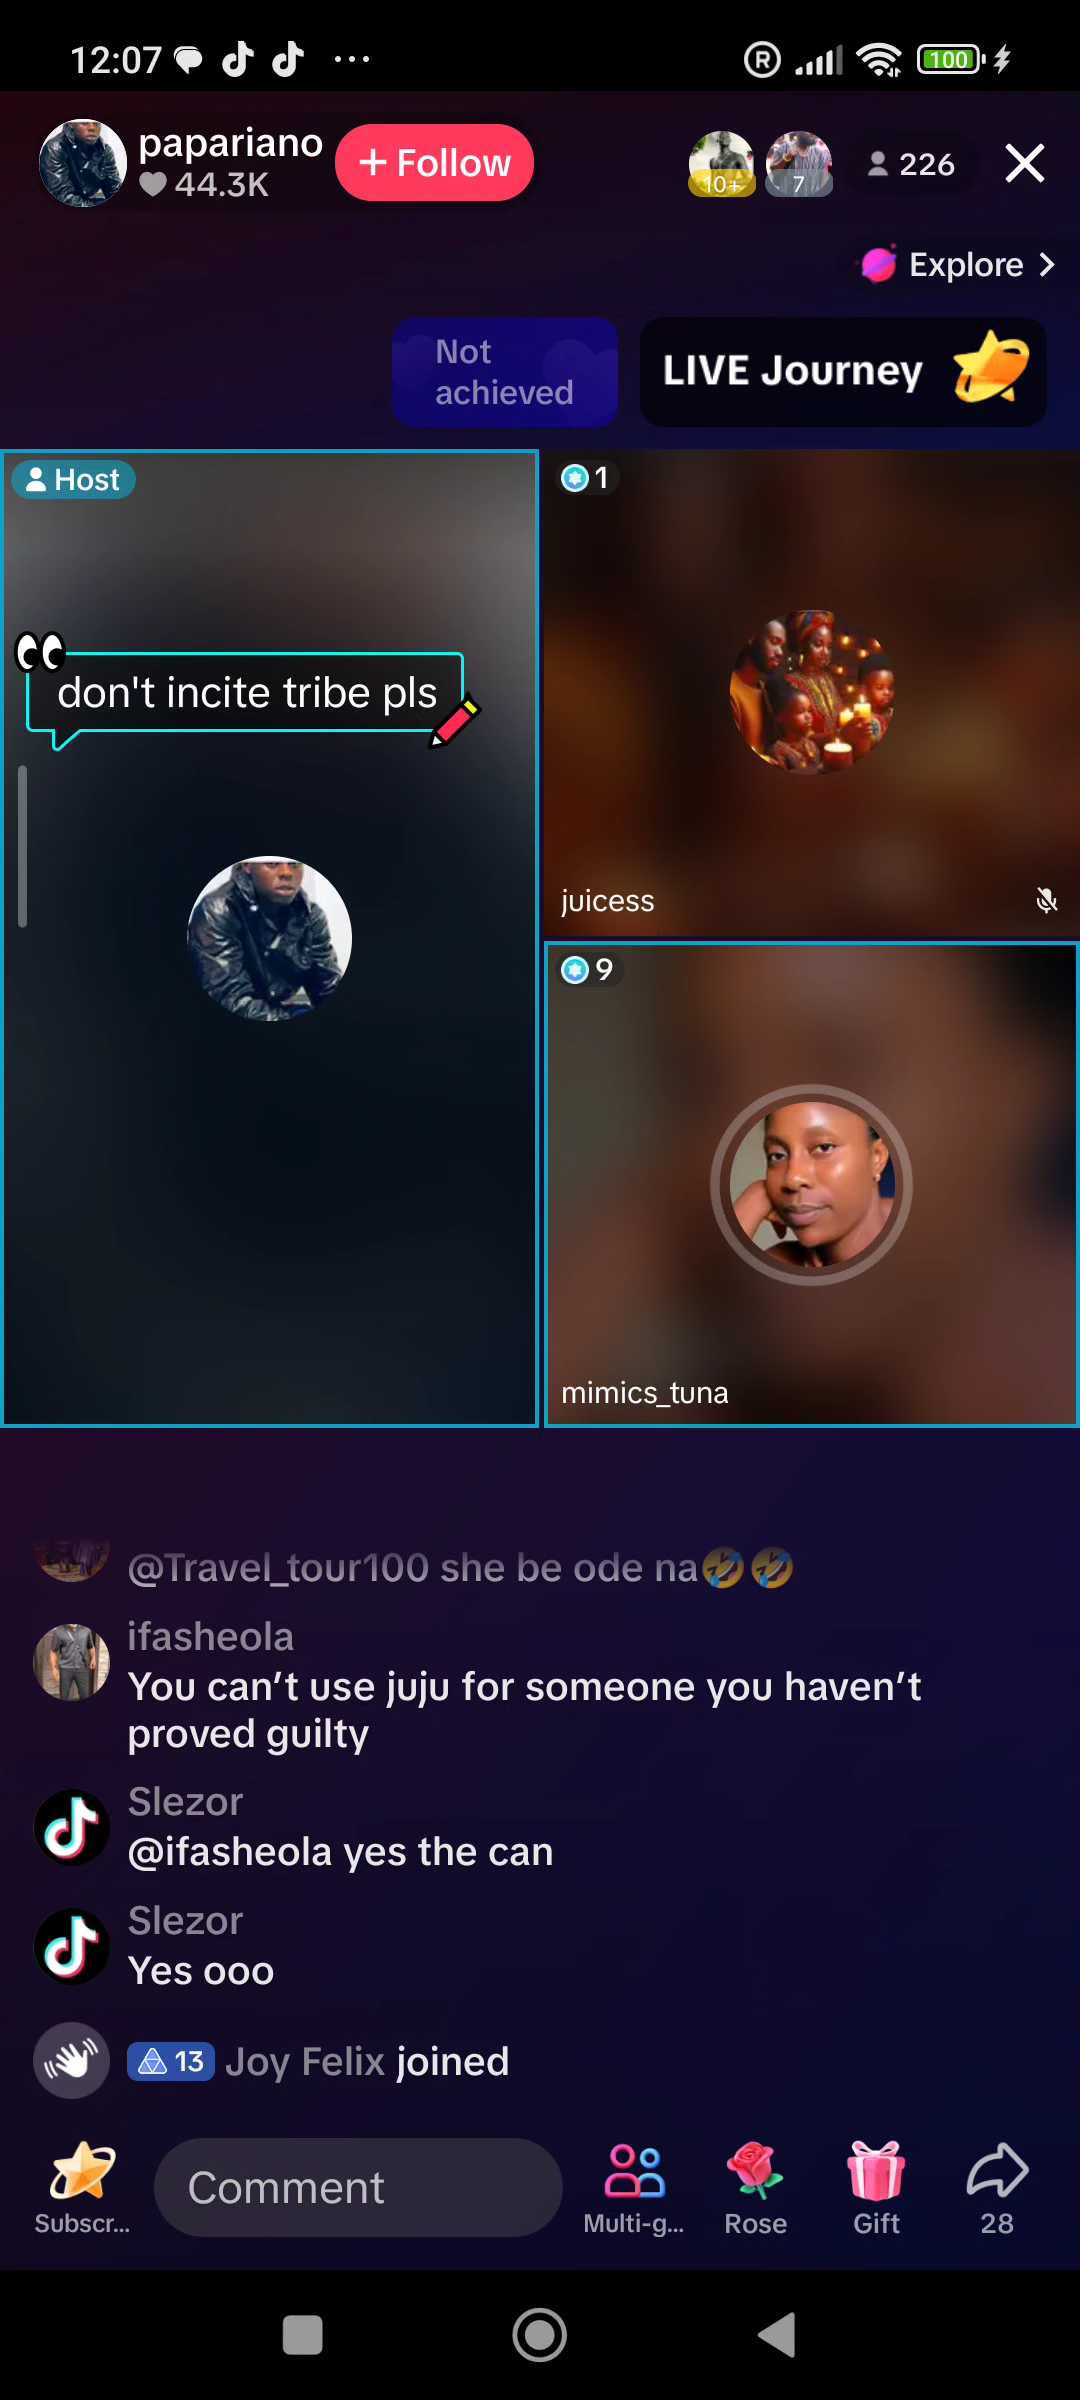 12:07
R
100
papariano
44.3K
+ Follow
10+
7
226
Explore
Not
achieved
LIVE Journey
Host
don't incite tribe pls
1
juicess
9
mimics_tuna
@Travel_tour100 she be ode na🤣🤣
ifasheola
You can’t use juju for someone you haven’t
proved guilty
Slezor
@ifasheola yes the can
Slezor
Yes ooo
13 Joy Felix joined
Subscr...
Comment
Multi-g...
Rose
Gift
28